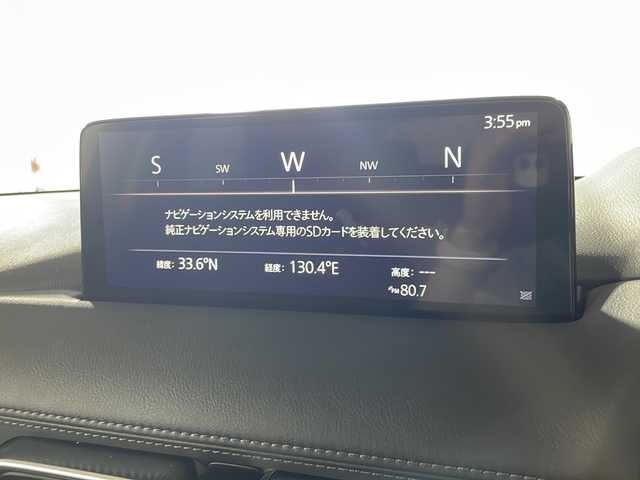 3:55pm
S SW W NW N
ナビゲーションシステムを利用できません。
純正ナビゲーションシステム専用のSDカードを装着してください。
緯度: 33.6°N 経度: 130.4°E 高度: ---
FM80.7